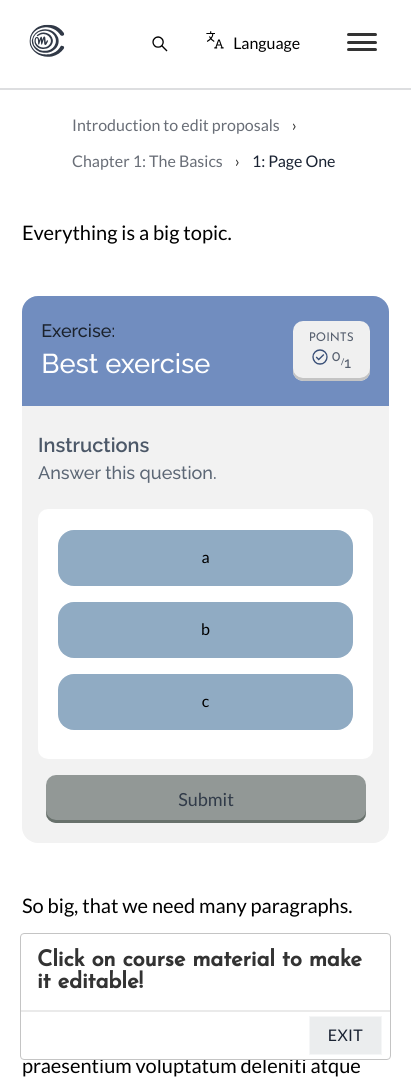 Language
Introduction to edit proposals ›
Chapter 1: The Basics › 1: Page One
Everything is a big topic.
Exercise:
Best exercise
POINTS
0/1
Instructions
Answer this question.
a
b
c
Submit
So big, that we need many paragraphs.
Click on course material to make
it editable!
EXIT
praesentium voluptatum deleniti atque